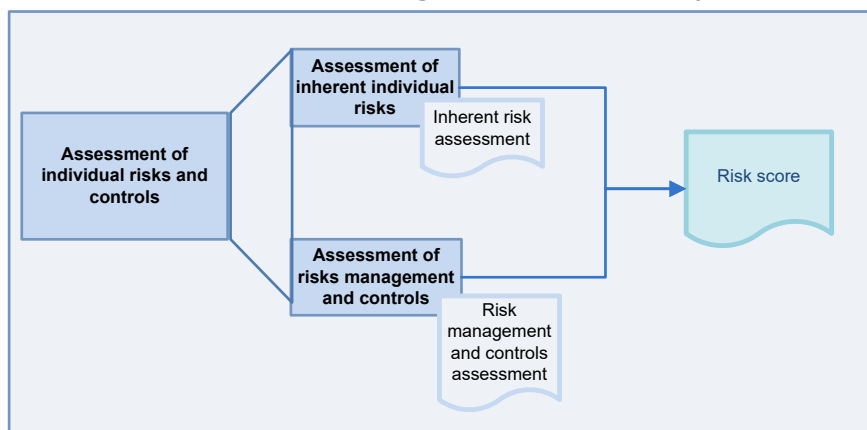 Assessment of
individual risks and
controls
Assessment of
inherent individual
risks
Inherent risk
assessment
Assessment of
risks management
and controls
Risk
management
and controls
assessment
Risk score